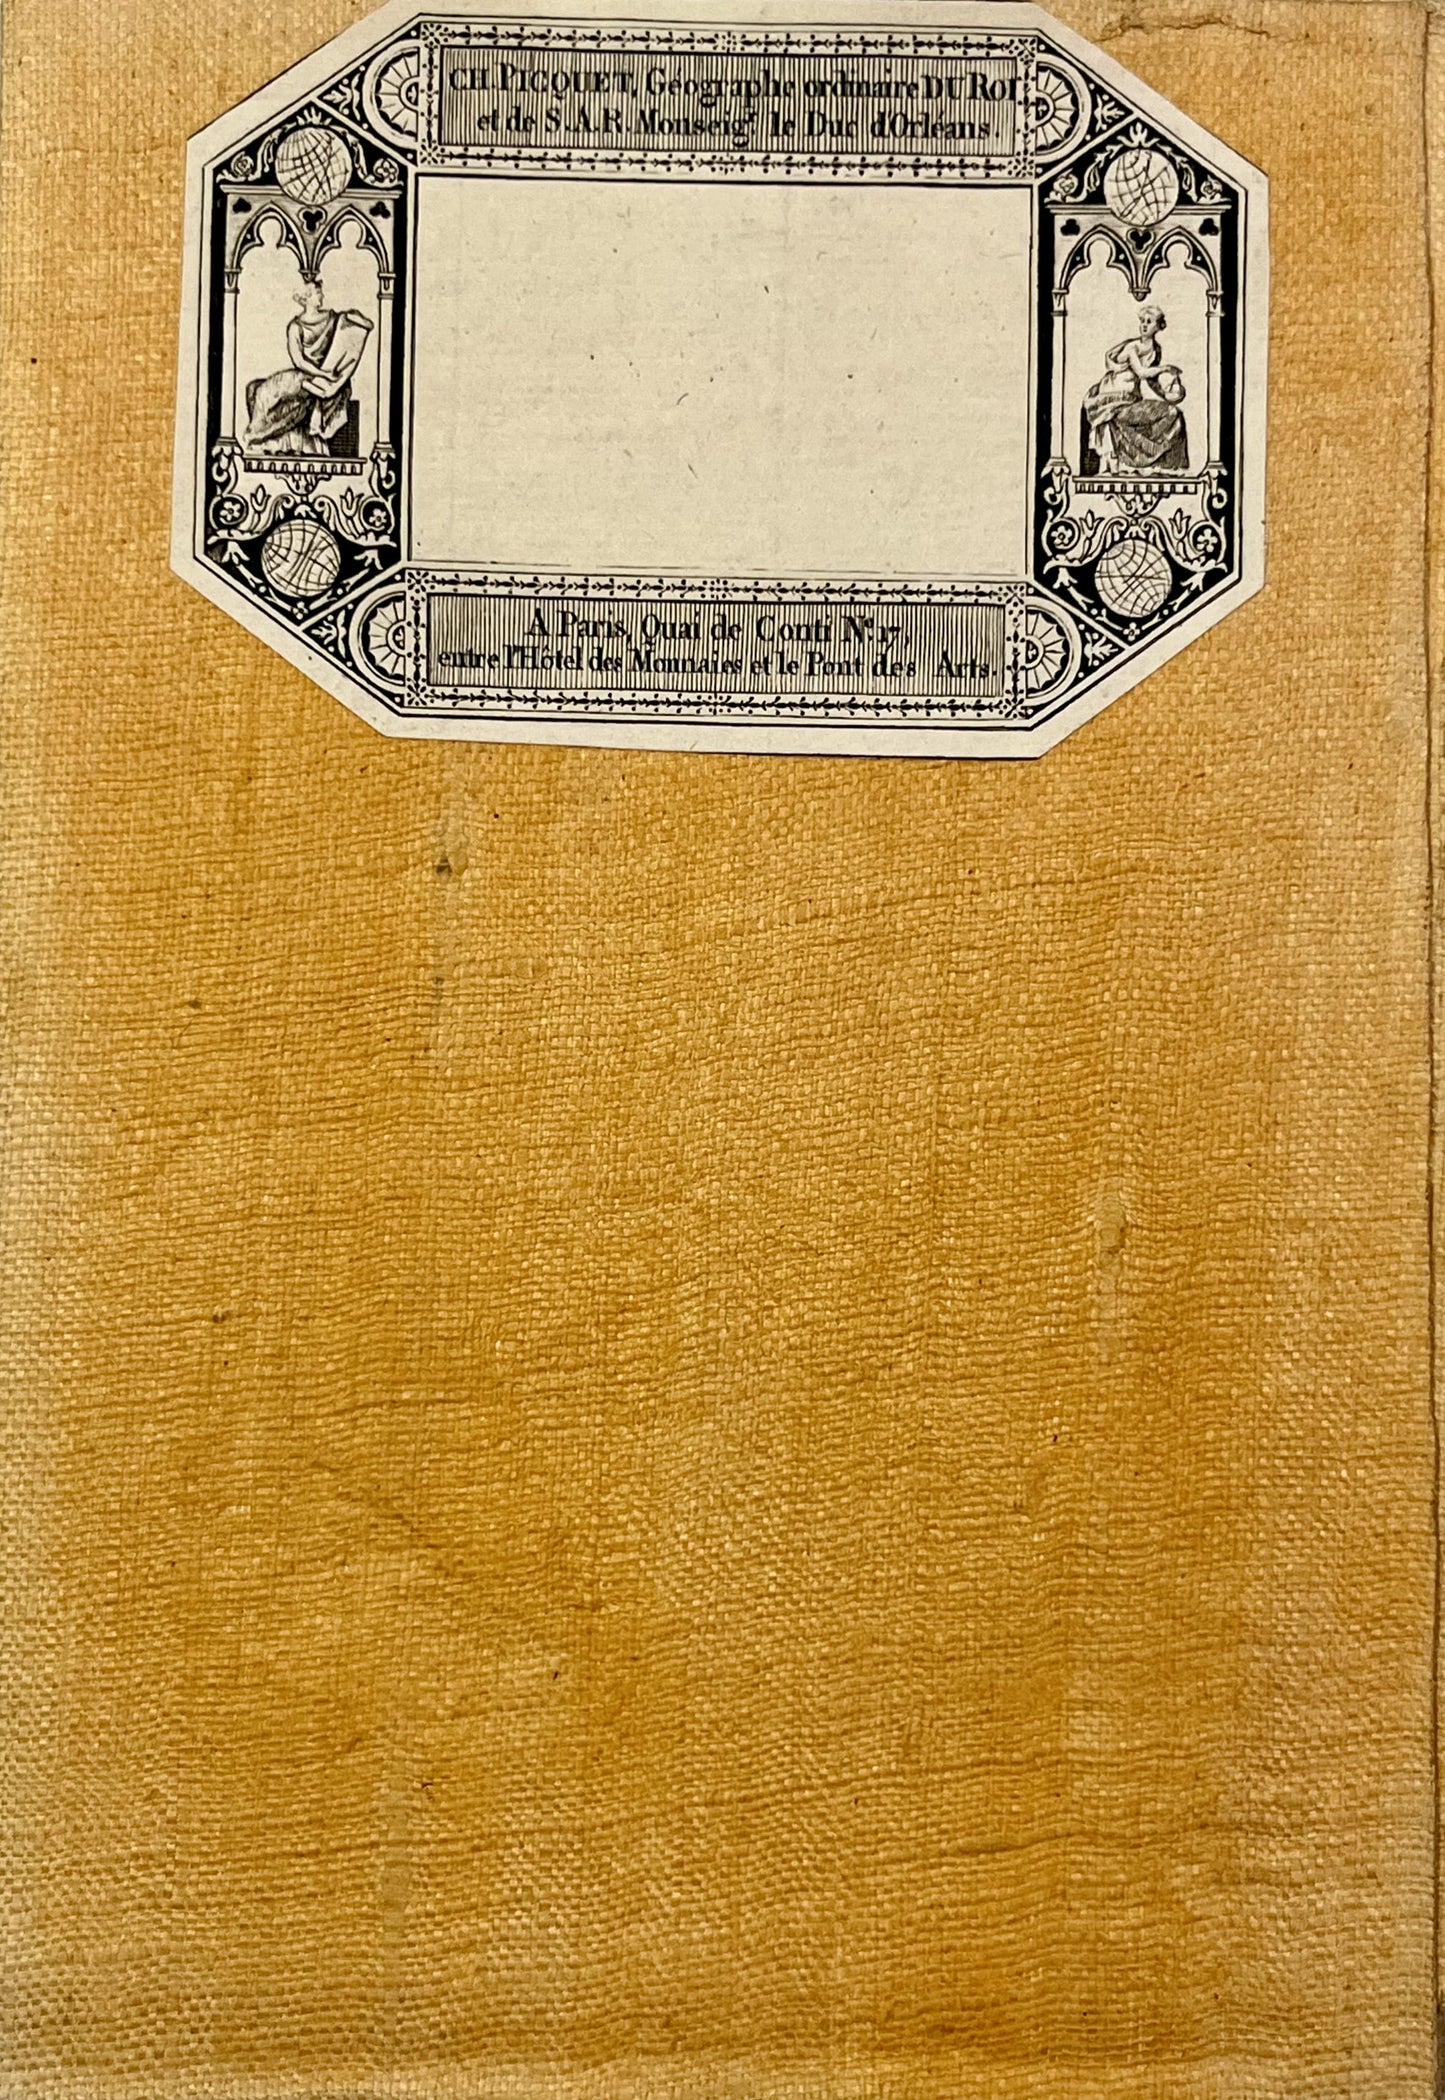 CH. PICQUET, Géographe ordinaire DU ROI,
et de S.A.R. Monseigr. le Duc d'Orléans.
A Paris, Quai de Conti No. 17,
entre l'Hôtel des Monnaies et le Pont des Arts.